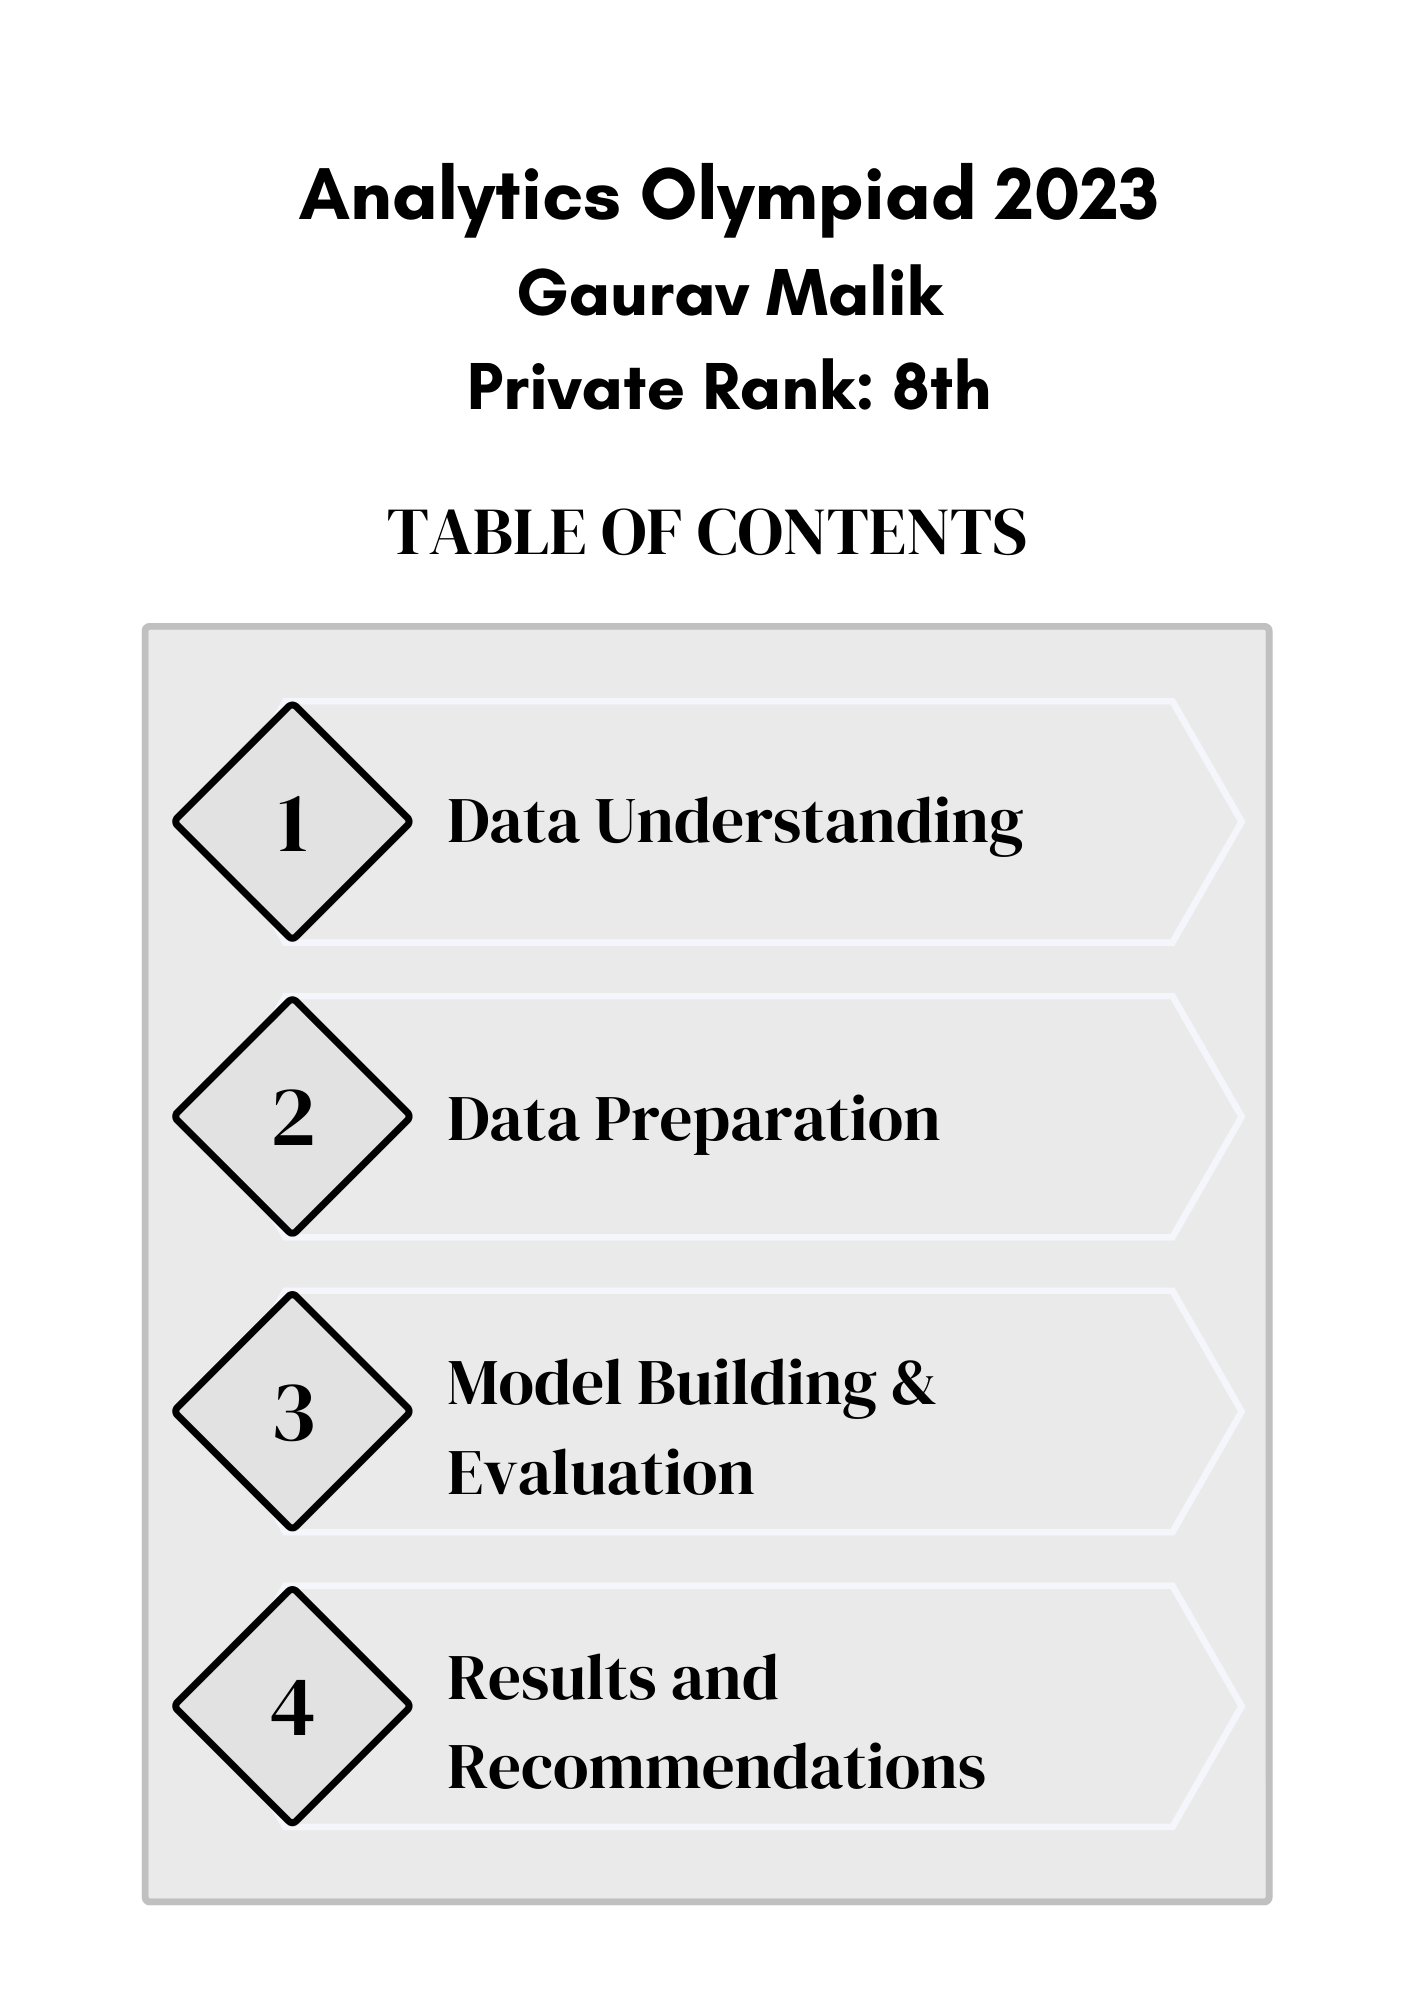 Analytics Olympiad 2023
Gaurav Malik
Private Rank: 8th
TABLE OF CONTENTS
1 Data Understanding
2 Data Preparation
3 Model Building &
Evaluation
4 Results and
Recommendations